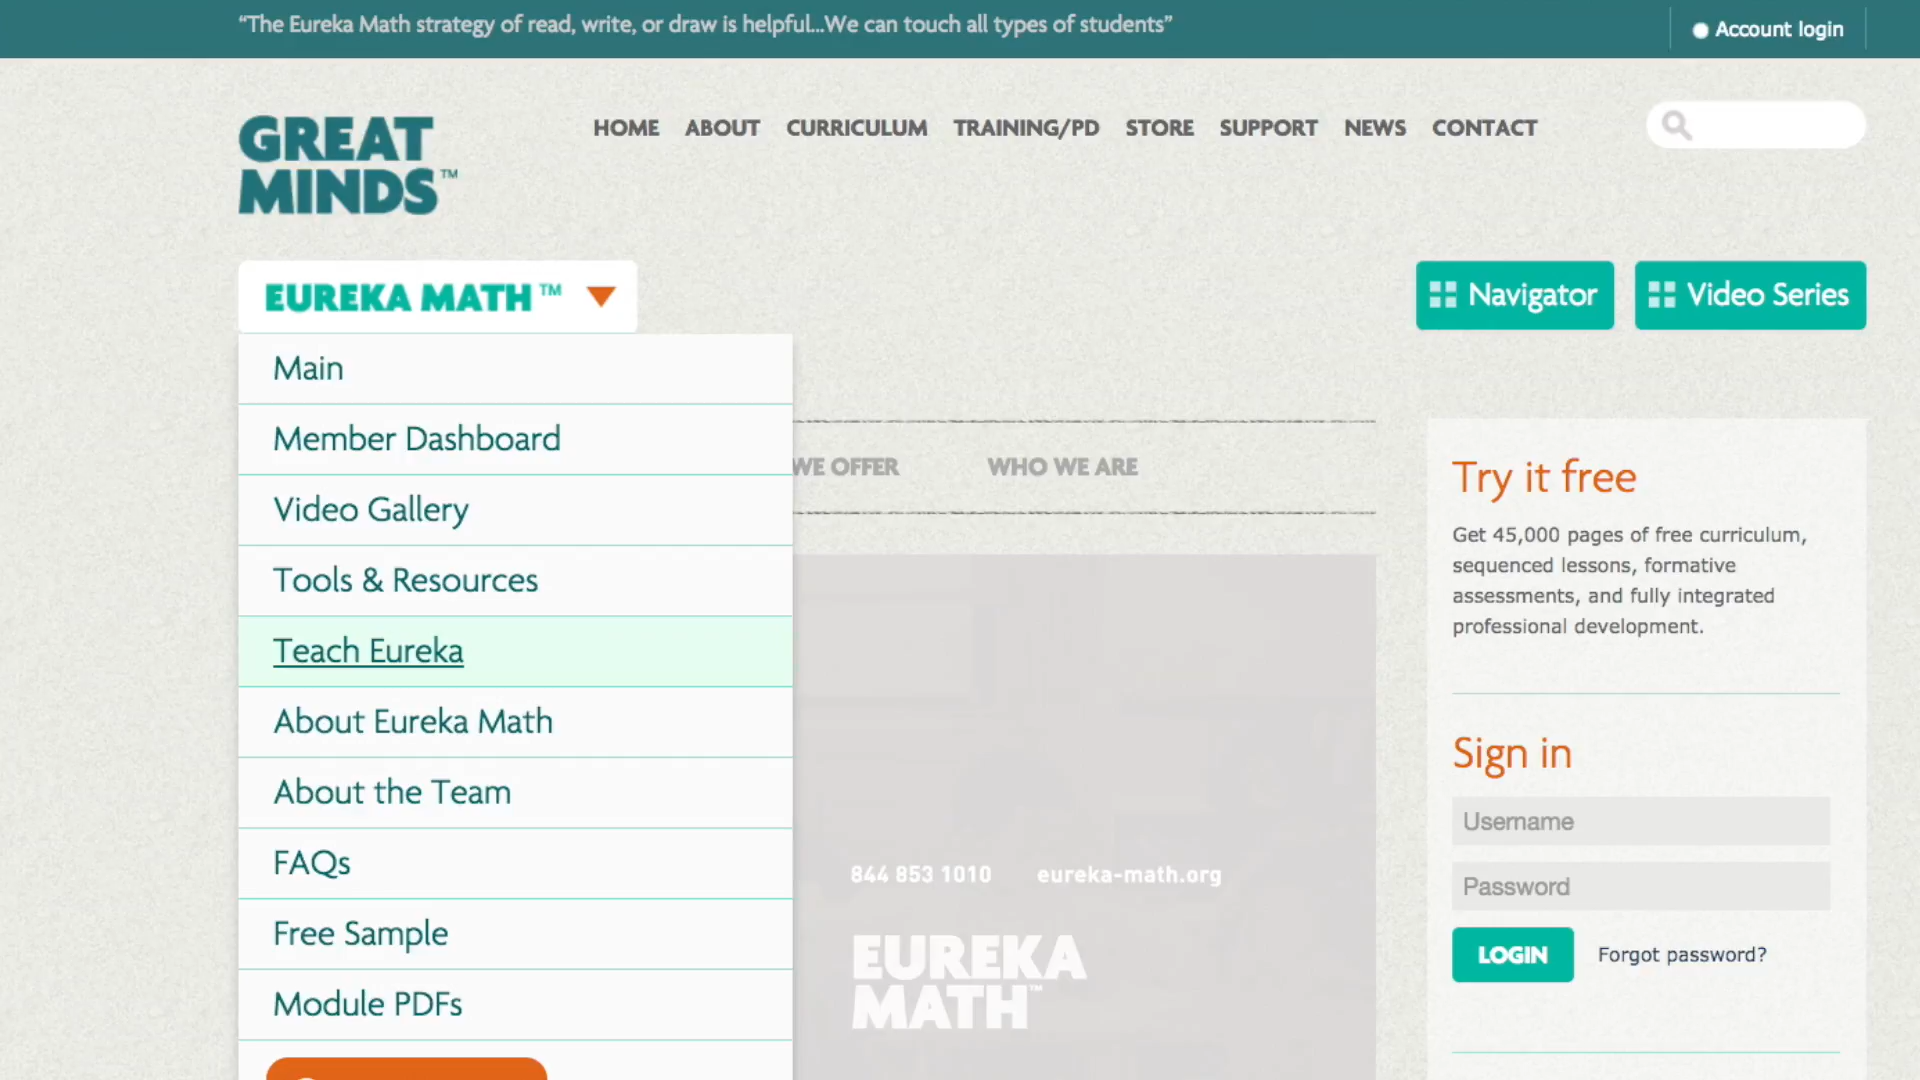 “The Eureka Math strategy of read, write, or draw is helpful...We can touch all types of students”
Account login
GREAT
MINDS™
HOME ABOUT CURRICULUM TRAINING/PD STORE SUPPORT NEWS CONTACT
EUREKA MATH™
Navigator
Video Series
Main
Member Dashboard
Video Gallery
Tools & Resources
Teach Eureka
About Eureka Math
About the Team
FAQs
Free Sample
Module PDFs
WE OFFER
WHO WE ARE
844 853 1010 eureka-math.org
EUREKA
MATH™
Try it free
Get 45,000 pages of free curriculum,
sequenced lessons, formative
assessments, and fully integrated
professional development.
Sign in
Username
Password
LOGIN
Forgot password?